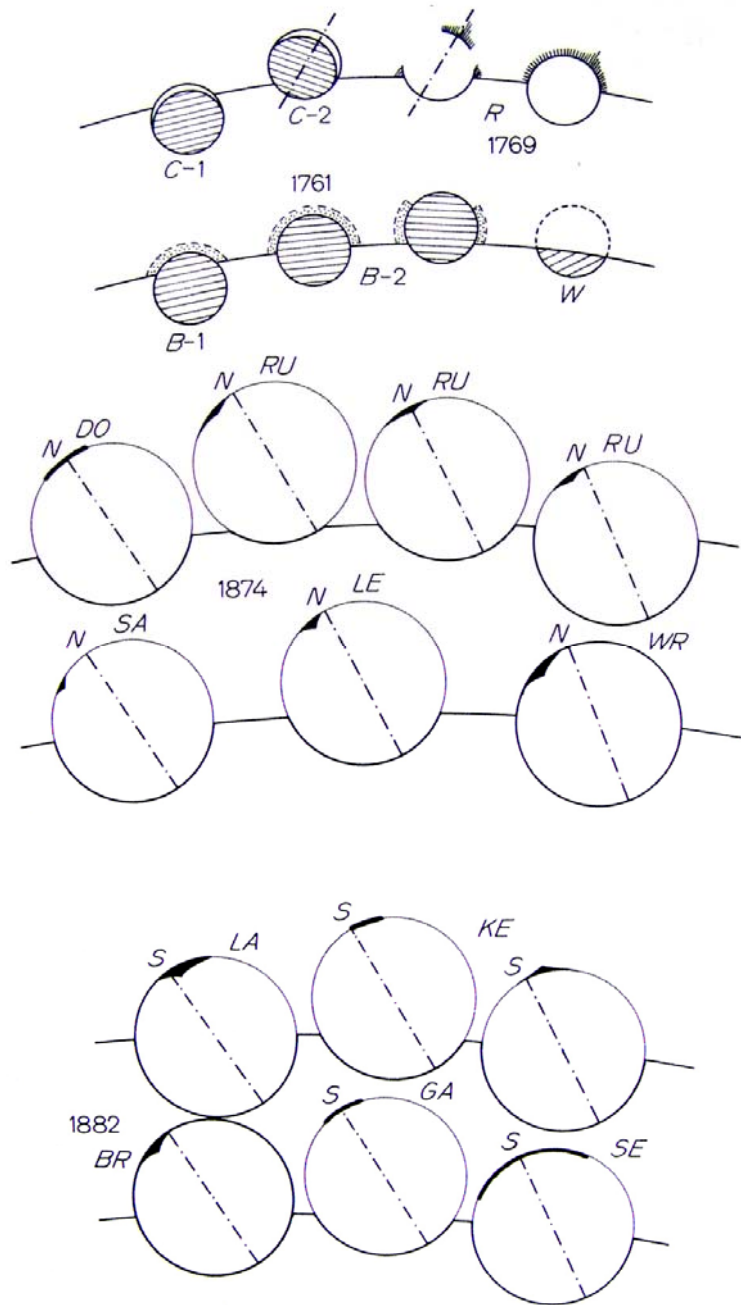 C-1
C-2
R
1769
1761
B-1
B-2
W
N DO
N RU
N RU
N RU
1874
N SA
N LE
N WR
S LA
S KE
S
1882
BR
S GA
S SE